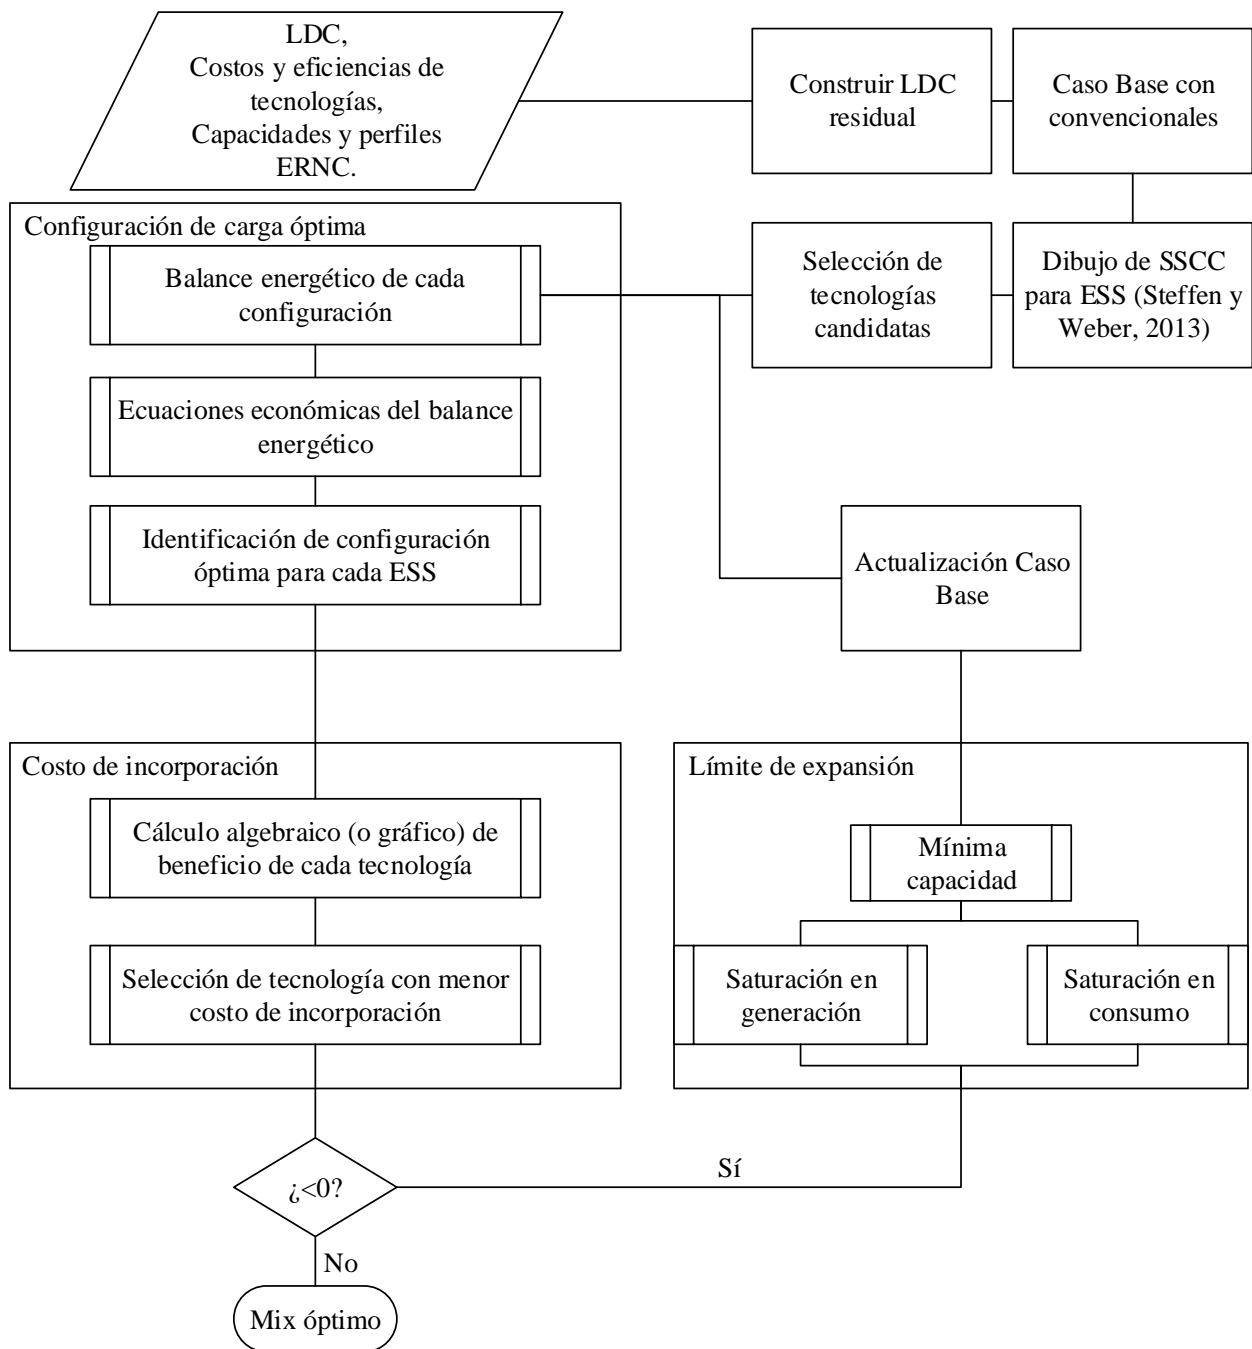 LDC,
Costos y eficiencias de
tecnologías,
Capacidades y perfiles
ERNC.
Construir LDC
residual
Caso Base con
convencionales
Configuración de carga óptima
Balance energético de cada
configuración
Selección de
tecnologías
candidatas
Dibujo de SSCC
para ESS (Steffen y
Weber, 2013)
Ecuaciones económicas del balance
energético
Identificación de configuración
óptima para cada ESS
Actualización Caso
Base
Costo de incorporación
Cálculo algebraico (o gráfico) de
beneficio de cada tecnología
Selección de tecnología con menor
costo de incorporación
Límite de expansión
Mínima
capacidad
Saturación en
generación
Saturación en
consumo
¿<0?
Sí
No
Mix óptimo